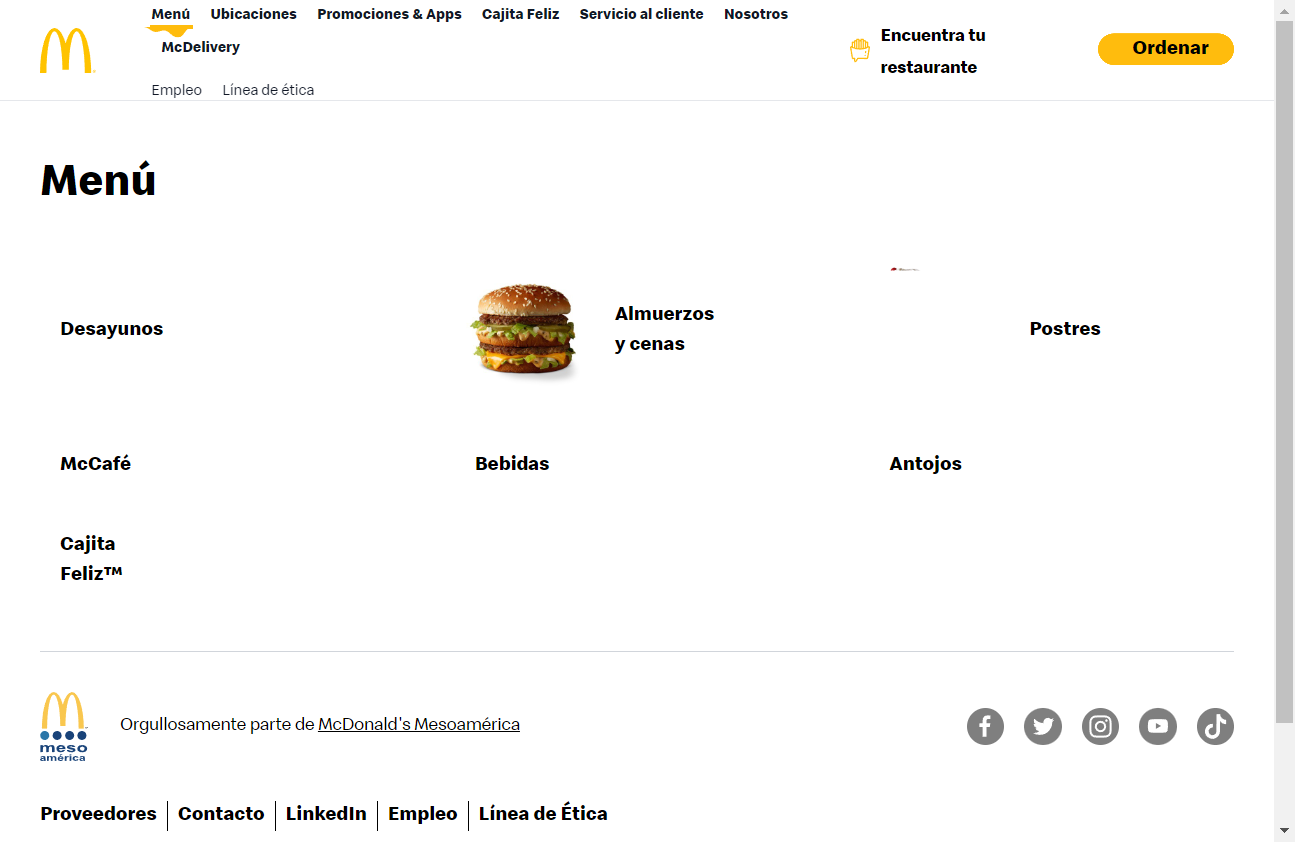 Menú Ubicaciones Promociones & Apps Cajita Feliz Servicio al cliente Nosotros
McDelivery
Empleo Línea de ética
Encuentra tu
restaurante
Ordenar
Menú
Desayunos
Almuerzos
y cenas
Postres
McCafé
Bebidas
Antojos
Cajita
Feliz™
meso
américa
Orgullosamente parte de McDonald's Mesoamérica
Proveedores Contacto LinkedIn Empleo Línea de Ética